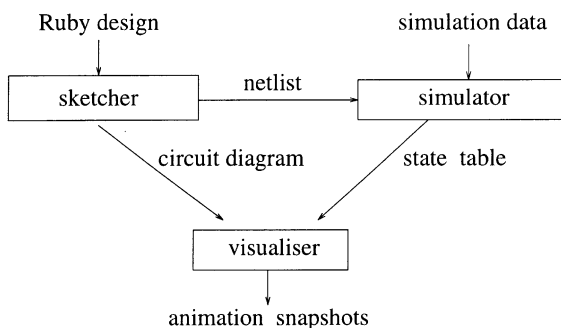 Ruby design
simulation data
netlist
sketcher
simulator
circuit diagram
state table
visualiser
animation snapshots